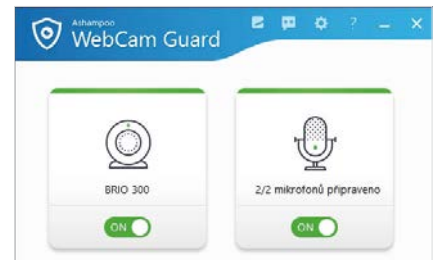 Ashampoo
WebCam Guard
?
BRIO 300
2/2 mikrofonů připraveno
ON
ON